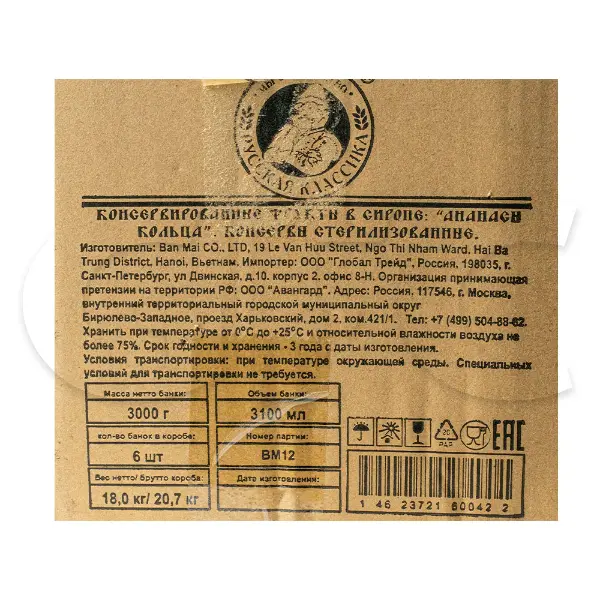 РУССКАЯ КЛАССИКА
КОНСЕРВИРОВАННЫЕ ФРУКТЫ В СИРОПЕ: "АНАНАСЫ
КОЛЬЦА". КОНСЕРВЫ СТЕРИЛИЗОВАННЫЕ.
Изготовитель: Ban Mai CO., LTD, 19 Le Van Huu Street, Ngo Thi Nham Ward, Hai Ba
Trung District, Hanoi, Вьетнам. Импортер: ООО "Глобал Трейд". Россия, 198035, г.
Санкт-Петербург, ул Двинская, д.10. корпус 2, офис 8-Н. Организация принимающая
претензии на территории РФ: ООО "Авангард". Адрес: Россия, 117546, г. Москва,
внутренний территориальный городской муниципальный округ
Бирюлево-Западное, проезд Харьковский, дом 2. ком.421/1. Тел: +7 (499) 504-88-62.
Хранить при температуре от 0°С до +25°С и относительной влажности воздуха не
более 75%. Срок годности и хранения - 3 года с даты изготовления.
Условия транспортировки: при температуре окружающей среды. Специальных
условий для транспортировки не требуется.
Масса нетто банки:
3000 г
Объем банки:
3100 мл
кол-во банок в коробе:
6 шт
Номер партии:
BM12
Вес нетто/ брутто короба:
18,0 кг/ 20,7 кг
Дата изготовления:
20
PAP
EAC
1 46 23721 60042 2